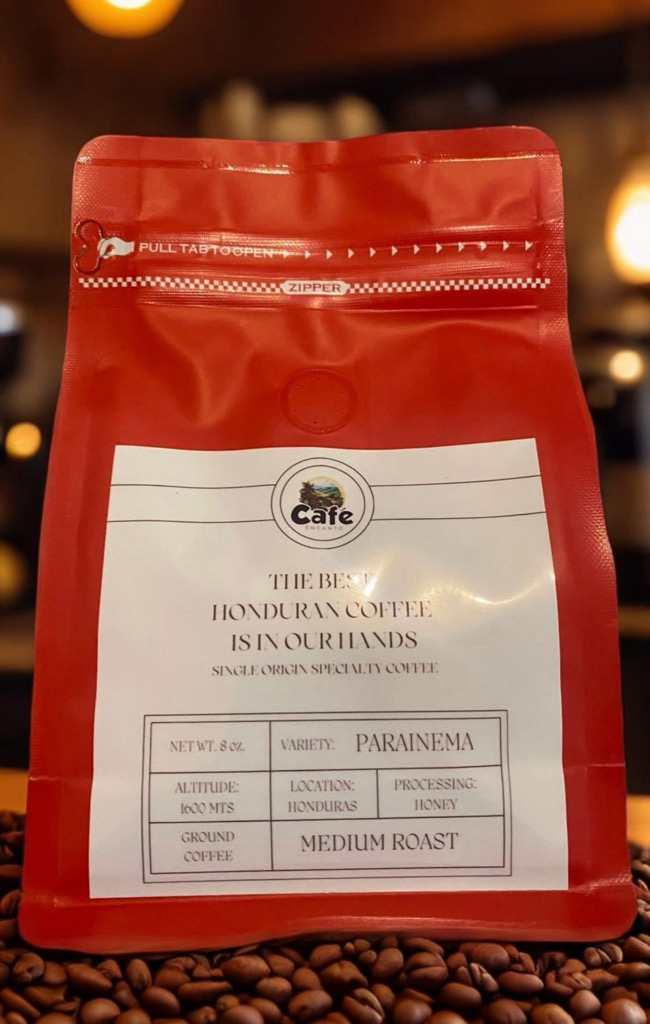 PULL TAB TO OPEN
ZIPPER
Café
ENCANTO
THE BEST
HONDURAN COFFEE
IS IN OUR HANDS
SINGLE ORIGIN SPECIALTY COFFEE
NET WT. 8 oz.
VARIETY: PARAINEMA
ALTITUDE:
1600 MTS
LOCATION:
HONDURAS
PROCESSING:
HONEY
GROUND
COFFEE
MEDIUM ROAST